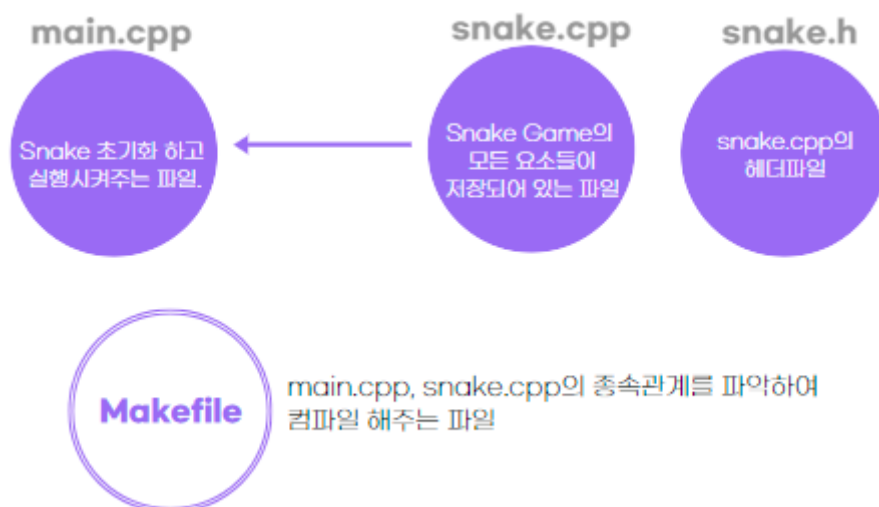 main.cpp
snake.cpp
snake.h
Snake 초기화 하고
실행시켜주는 파일.
Snake Game의
모든 요소들이
저장되어 있는 파일
snake.cpp의
헤더파일
Makefile
main.cpp, snake.cpp의 종속관계를 파악하여
컴파일 해주는 파일